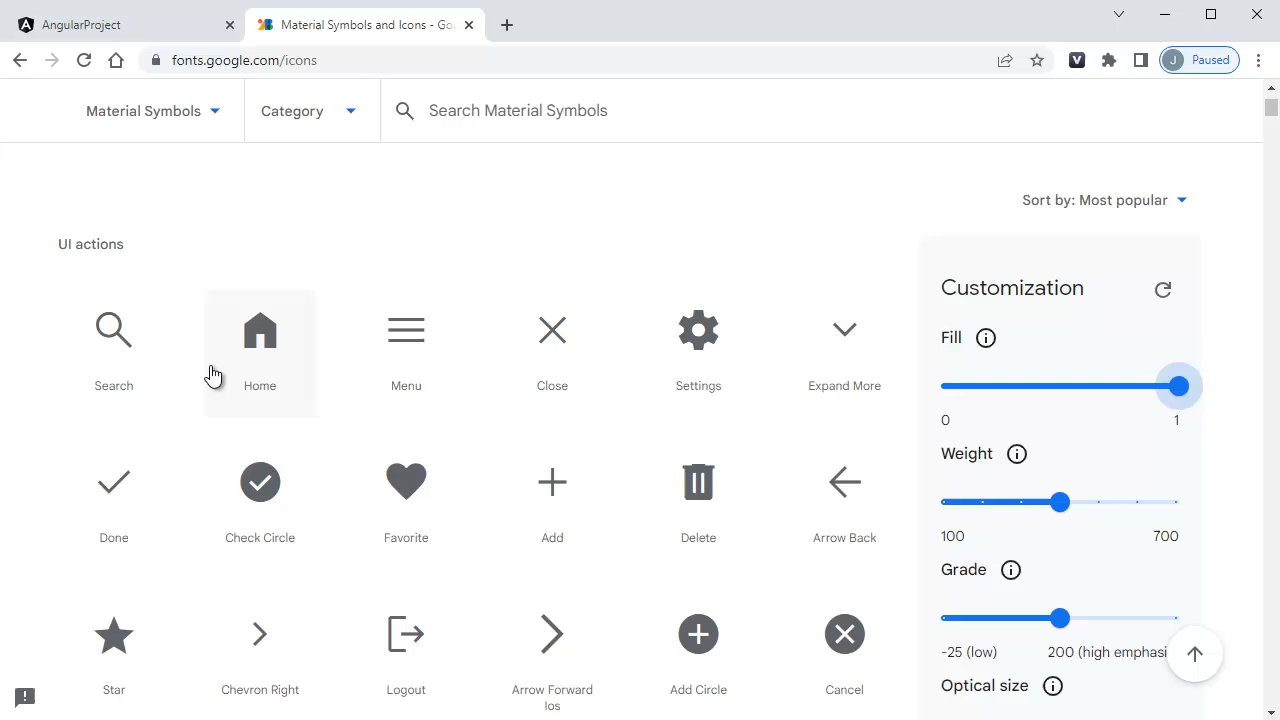 AngularProject
Material Symbols and Icons - Go
fonts.google.com/icons
V
J Paused
Material Symbols
Category
Search Material Symbols
Sort by: Most popular
UI actions
Search
Home
Menu
Close
Settings
Expand More
Done
Check Circle
Favorite
Add
Delete
Arrow Back
Star
Chevron Right
Logout
Arrow Forward
Ios
Add Circle
Cancel
Customization
Fill
0 1
Weight
100 700
Grade
-25 (low) 200 (high emphasi
Optical size